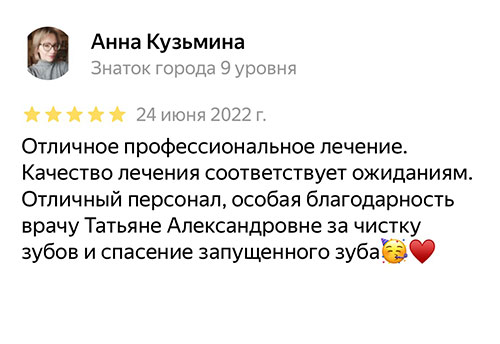 Анна Кузьмина
Знаток города 9 уровня
24 июня 2022 г.
Отличное профессиональное лечение.
Качество лечения соответствует ожиданиям.
Отличный персонал, особая благодарность
врачу Татьяне Александровне за чистку
зубов и спасение запущенного зуба🥳♥️